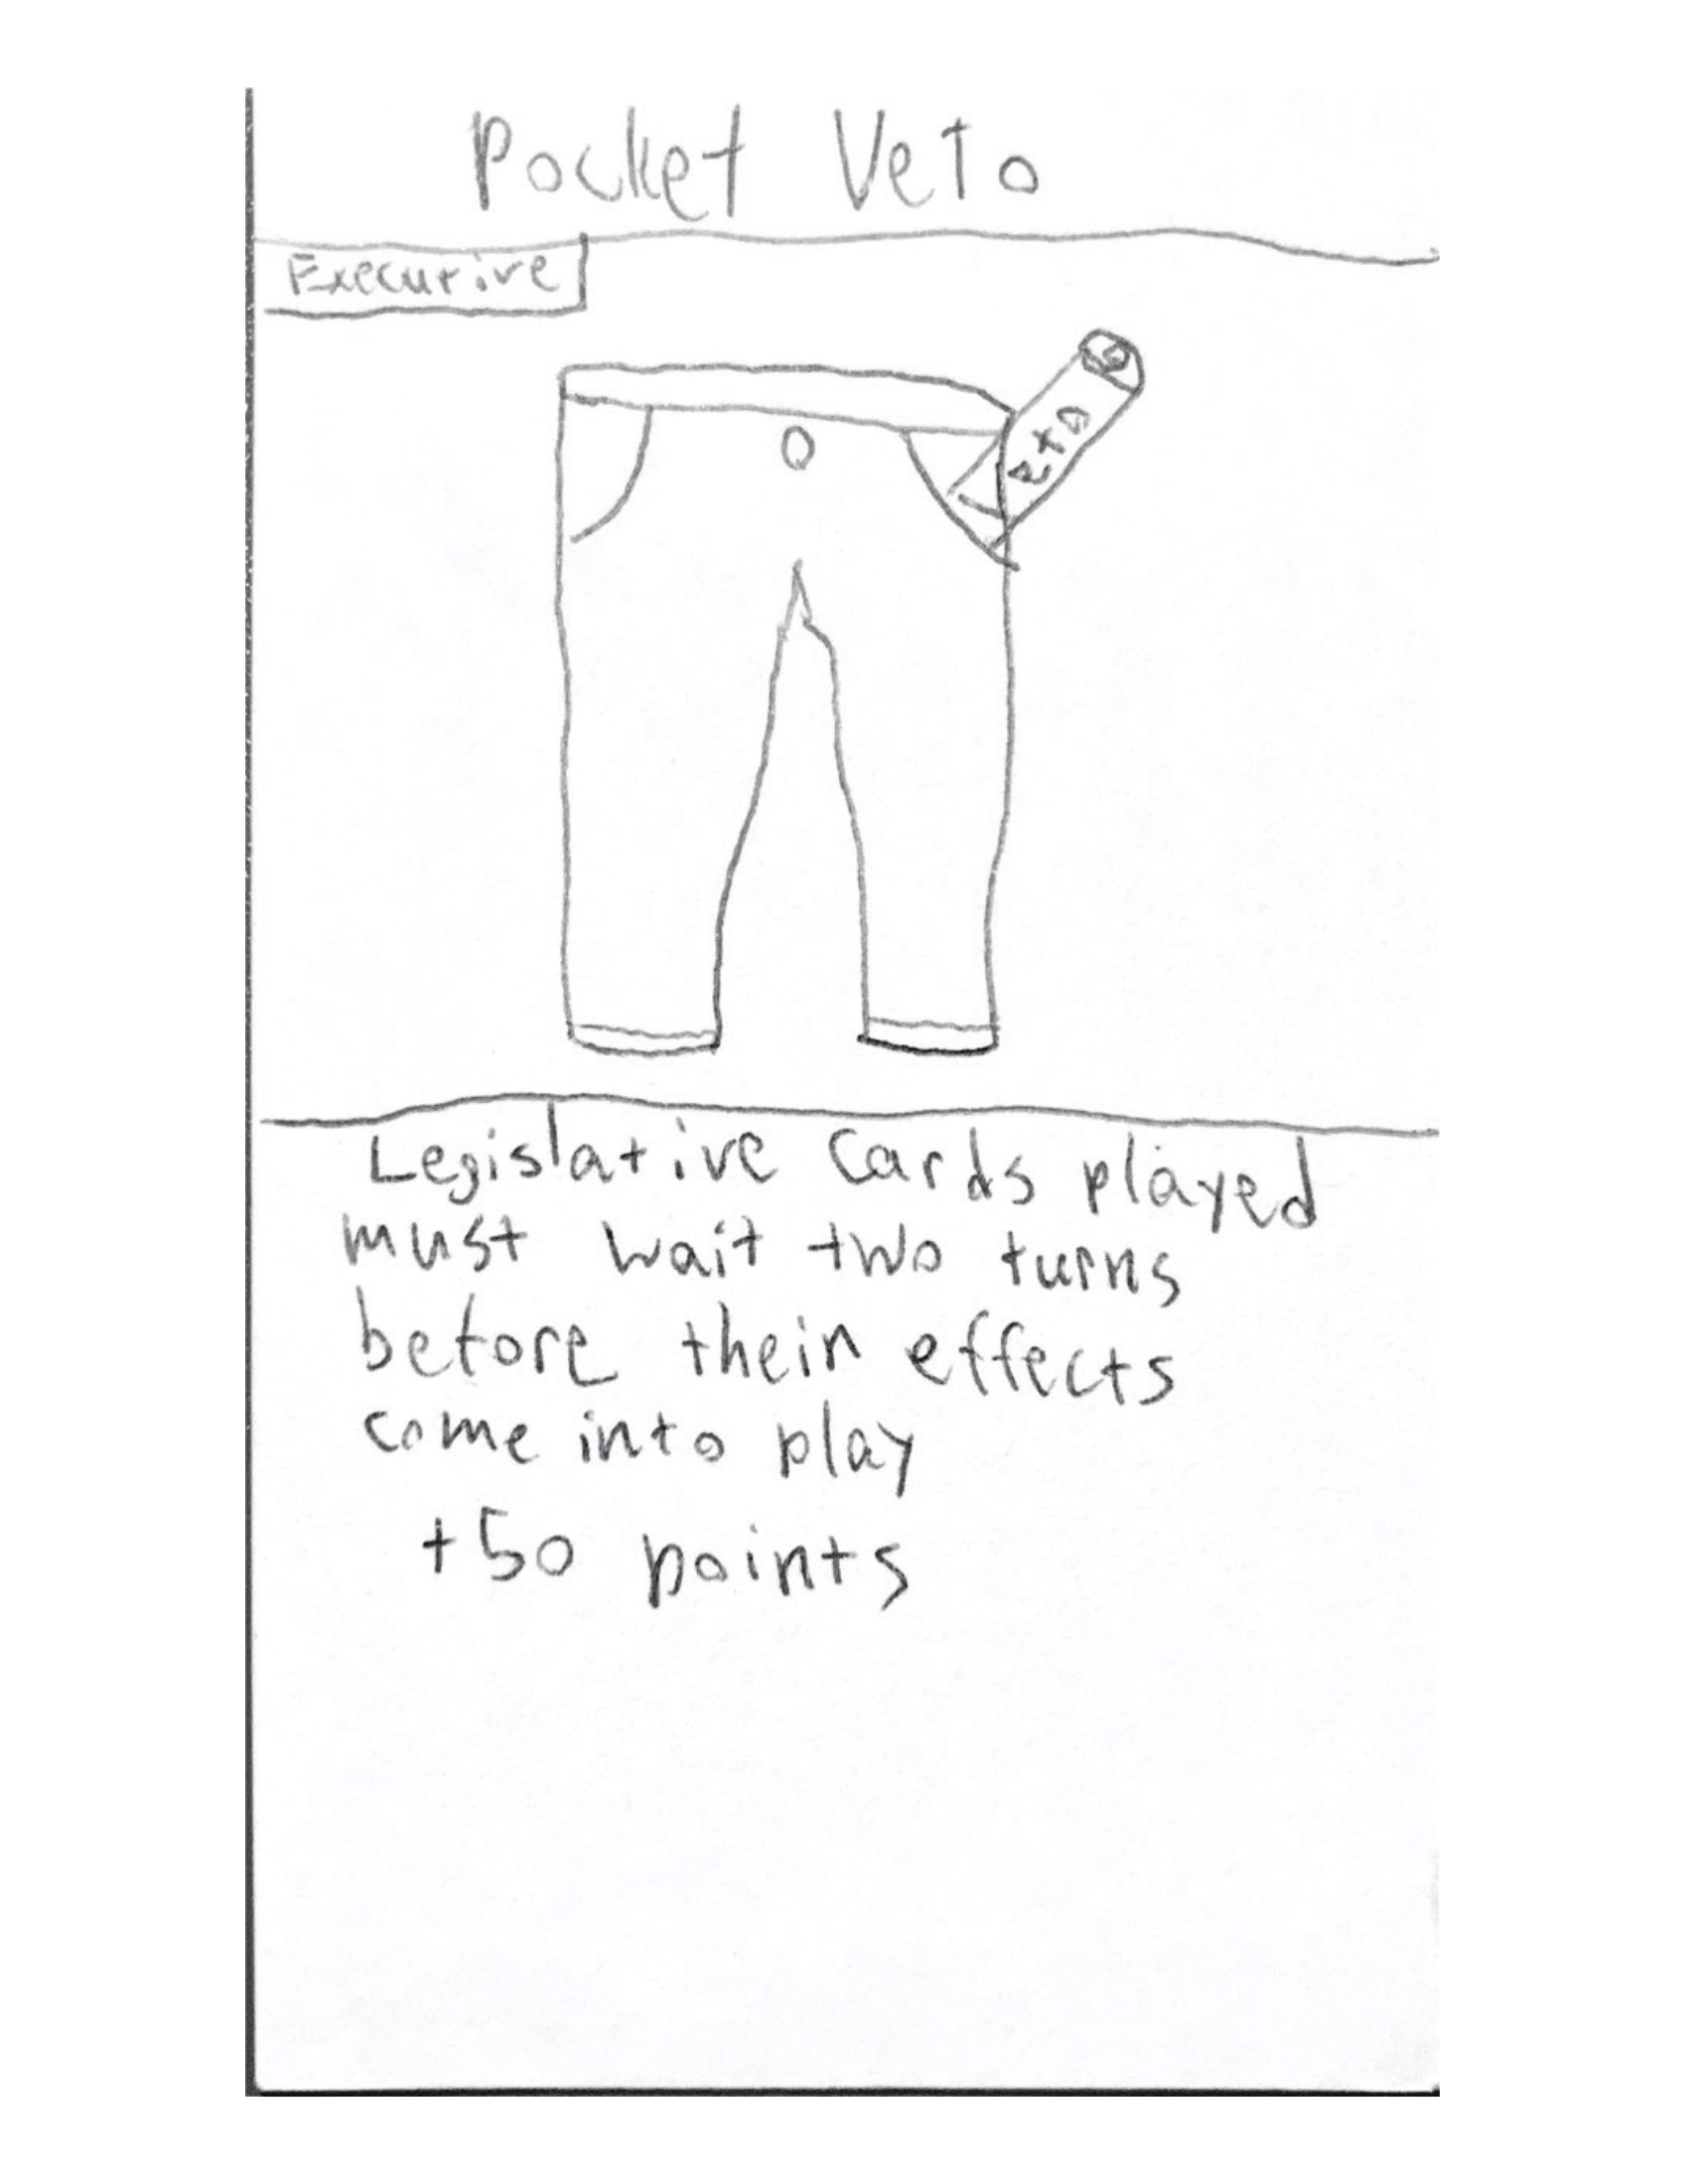 Pocket Veto
Executive
veto
Legislative cards played
must wait two turns
before their effects
come into play
+50 points